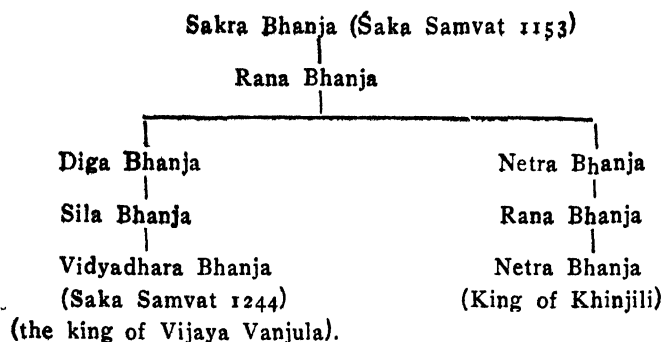 Sakra Bhanja (Śaka Samvat 1153)
Rana Bhanja
Diga Bhanja Netra Bhanja
Sila Bhanja Rana Bhanja
Vidyadhara Bhanja Netra Bhanja
(Saka Samvat 1244) (King of Khinjili)
(the king of Vijaya Vanjula).